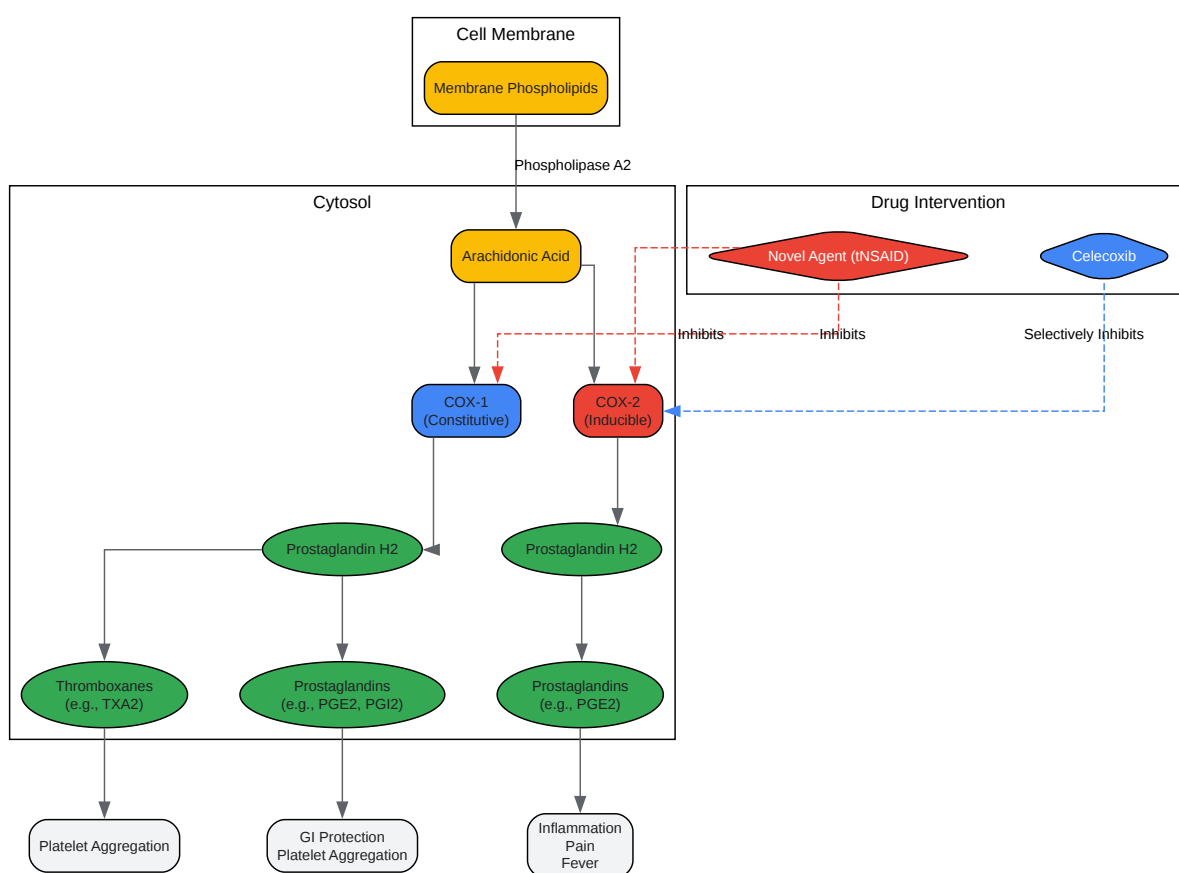 Cell Membrane
Membrane Phospholipids
Phospholipase A2
Cytosol
Drug Intervention
Arachidonic Acid
Novel Agent (tNSAID)
Celecoxib
Inhibits
Inhibits
Selectively Inhibits
COX-1
(Constitutive)
COX-2
(Inducible)
Prostaglandin H2
Prostaglandin H2
Thromboxanes
(e.g., TXA2)
Prostaglandins
(e.g., PGE2, PGI2)
Prostaglandins
(e.g., PGE2)
Platelet Aggregation
GI Protection
Platelet Aggregation
Inflammation
Pain
Fever